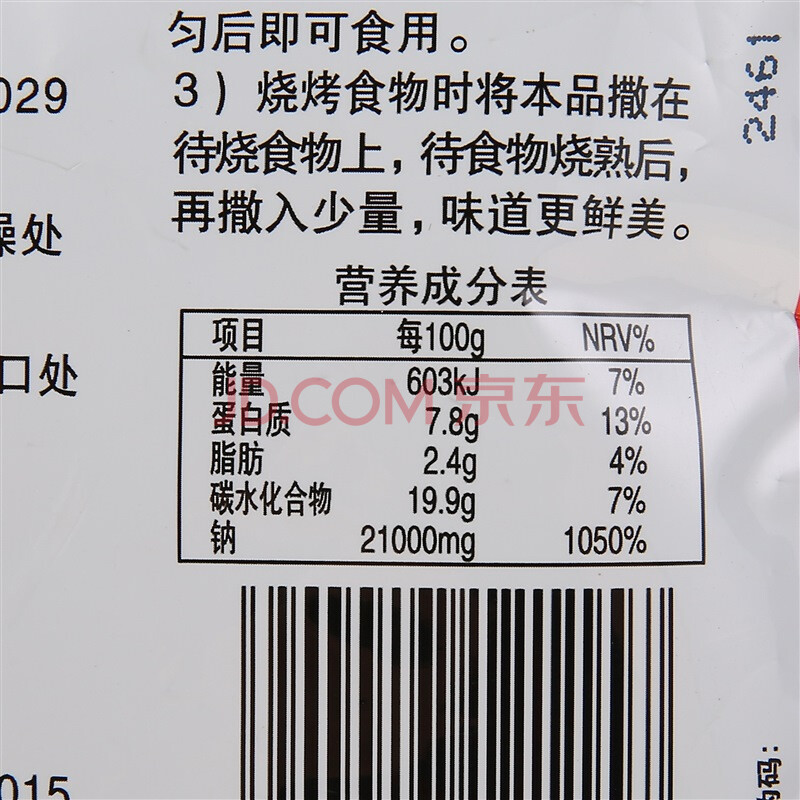 匀后即可食用。
029
3）烧烤食物时将本品撒在
待烧食物上，待食物烧熟后，
再撒入少量，味道更鲜美。
燥处
口处
营养成分表
项目 每100g NRV%
能量 603kJ 7%
蛋白质 7.8g 13%
脂肪 2.4g 4%
碳水化合物 19.9g 7%
钠 21000mg 1050%
JD.COM 京东
2461
015
码：